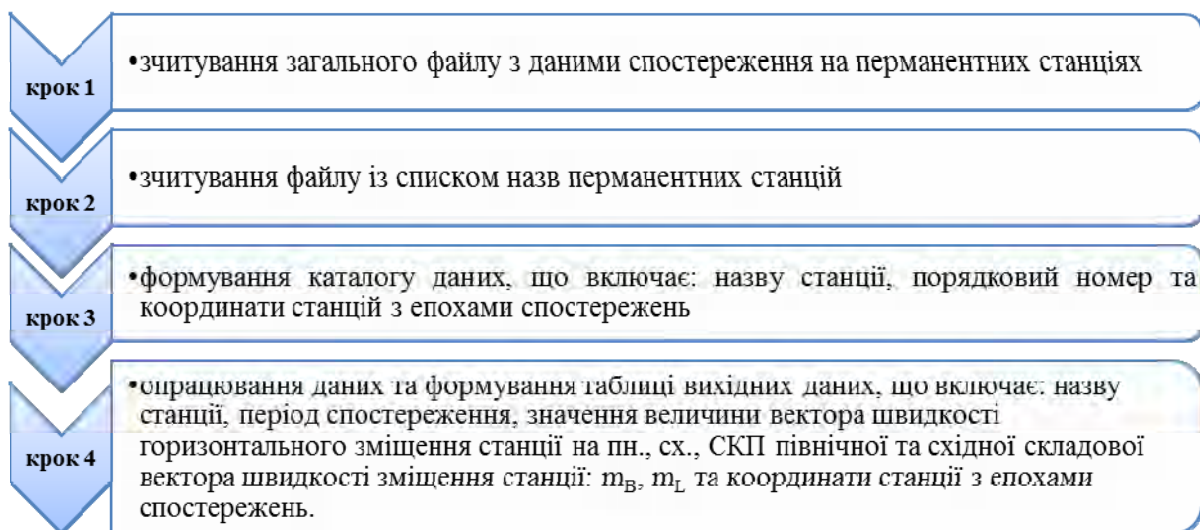 крок 1
•зчитування загального файлу з даними спостереження на перманентних станціях
крок 2
•зчитування файлу із списком назв перманентних станцій
крок 3
•формування каталогу даних, що включає: назву станції, порядковий номер та
координати станцій з епохами спостережень
крок 4
•опрацювання даних та формування таблиці вихідних даних, що включає: назву
станції, період спостереження, значення величини вектора швидкості
горизонтального зміщення станції на пн., сх., СКП північної та східної складової
вектора швидкості зміщення станції: m_B, m_L та координати станції з епохами
спостережень.